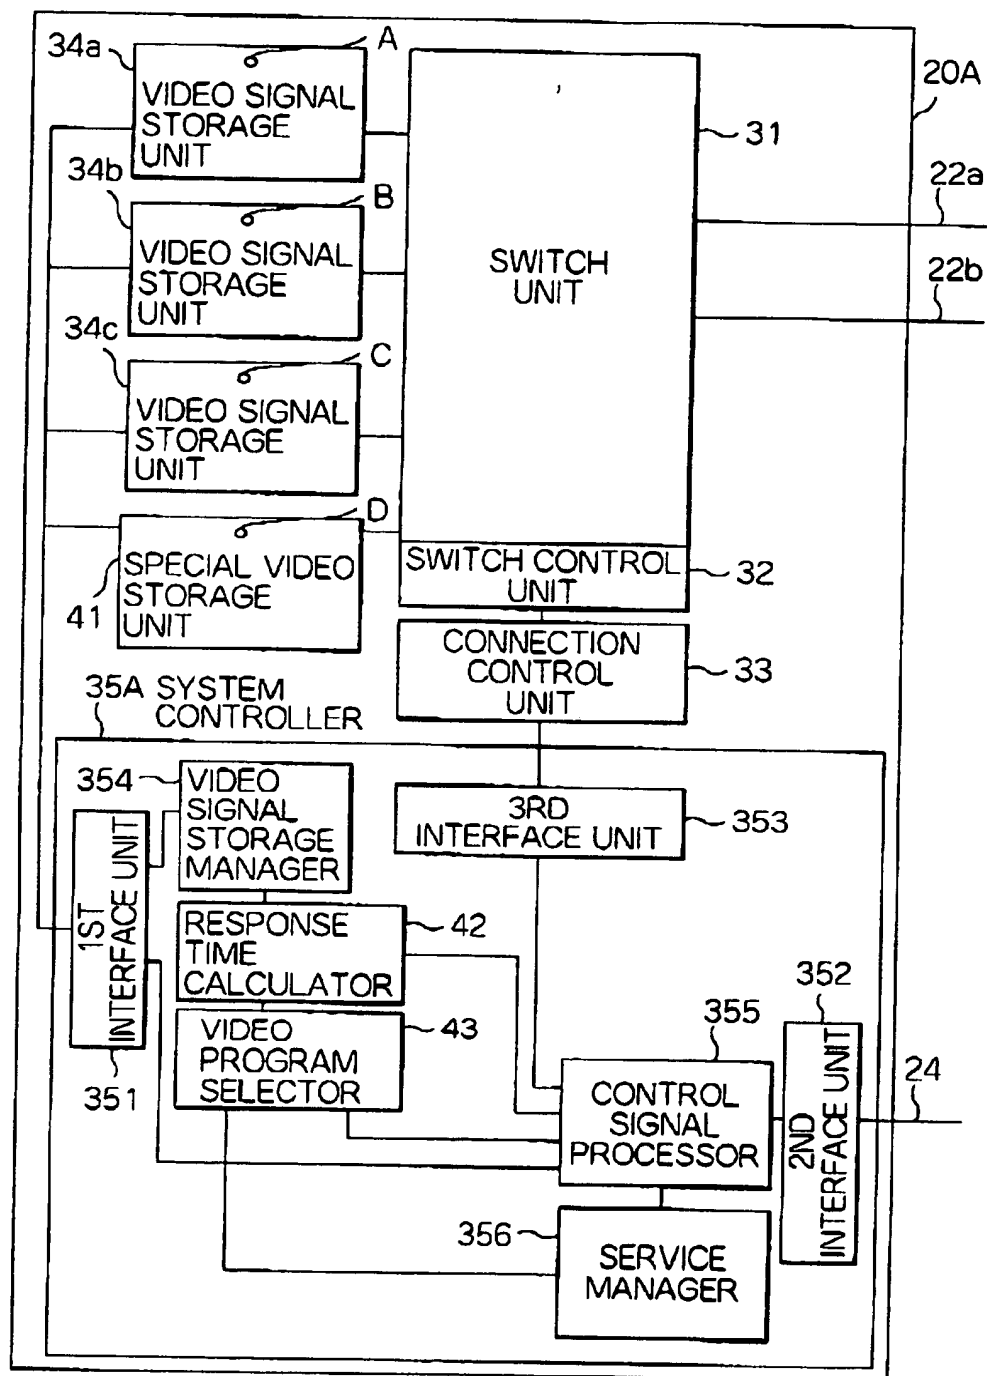 34a
A
VIDEO SIGNAL
STORAGE
UNIT
20A
31
22a
34b
B
VIDEO SIGNAL
STORAGE
UNIT
SWITCH
UNIT
22b
34c
C
VIDEO SIGNAL
STORAGE
UNIT
D
SPECIAL VIDEO
STORAGE
UNIT
41
SWITCH CONTROL
UNIT
32
CONNECTION
CONTROL
UNIT
33
35A SYSTEM
CONTROLLER
354
VIDEO
SIGNAL
STORAGE
MANAGER
3RD
INTERFACE UNIT
353
1ST
INTERFACE UNIT
351
RESPONSE
TIME
CALCULATOR
42
VIDEO
PROGRAM
SELECTOR
43
355
CONTROL
SIGNAL
PROCESSOR
352
2ND
INTERFACE UNIT
24
356
SERVICE
MANAGER